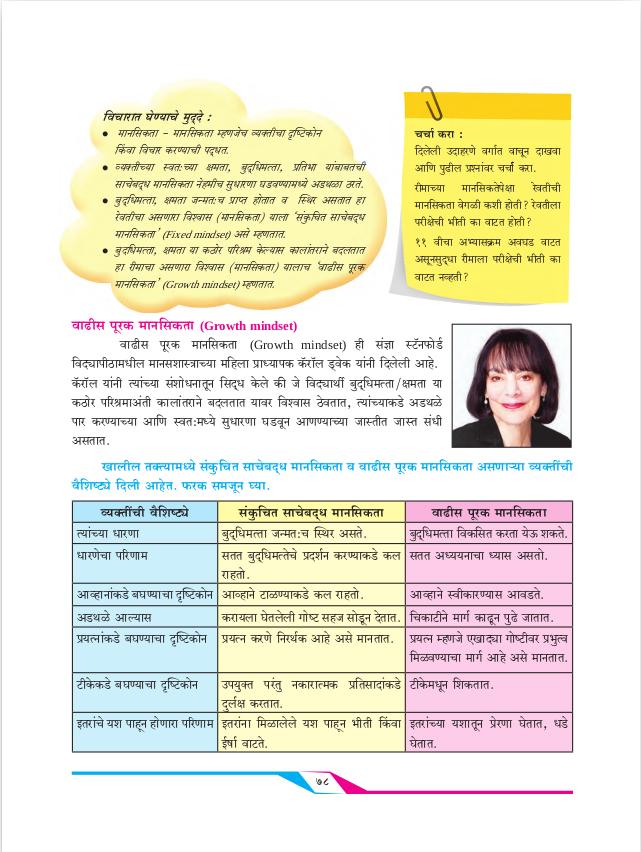 विचारात घेण्याचे मुद्दे :
● मानसिकता – मानसिकता म्हणजेच व्यक्तीचा दृष्टिकोन
किंवा विचार करण्याची पद्धत.
● व्यक्तीच्या स्वत:च्या क्षमता, बुद्धिमत्ता, प्रतिभा यांबाबतची
साचेबद्ध मानसिकता नेहमीच सुधारणा घडवण्यामध्ये अडथळा ठरते.
● बुद्धिमत्ता, क्षमता जन्मत:च प्राप्त होतात व स्थिर असतात हा
रेवतीचा असणारा विश्वास (मानसिकता) याला ‘संकुचित साचेबद्ध
मानसिकता’ (Fixed mindset) असे म्हणतात.
● बुद्धिमत्ता, क्षमता या कठोर परिश्रम केल्यास कालांतराने बदलतात
हा रीमाचा असणारा विश्वास (मानसिकता) यालाच ‘वाढीस पूरक
मानसिकता’ (Growth mindset) म्हणतात.
चर्चा करा :
दिलेली उदाहरणे वर्गात वाचून दाखवा
आणि पुढील प्रश्नांवर चर्चा करा.
रीमाच्या मानसिकतेपेक्षा रेवतीची
मानसिकता वेगळी कशी होती? रेवतीला
परीक्षेची भीती का वाटत होती?
११ वीचा अभ्यासक्रम अवघड वाटत
असूनसुद्धा रीमाला परीक्षेची भीती का
वाटत नव्हती?
वाढीस पूरक मानसिकता (Growth mindset)
वाढीस पूरक मानसिकता (Growth mindset) ही संज्ञा स्टॅनफोर्ड
विद्यापीठामधील मानसशास्त्राच्या महिला प्राध्यापक कॅरॉल ड्वेक यांनी दिलेली आहे.
कॅरॉल यांनी त्यांच्या संशोधनातून सिद्ध केले की जे विद्यार्थी बुद्धिमत्ता/क्षमता या
कठोर परिश्रमाअंती कालांतराने बदलतात यावर विश्वास ठेवतात, त्यांच्याकडे अडथळे
पार करण्याच्या आणि स्वत:मध्ये सुधारणा घडवून आणण्याच्या जास्तीत जास्त संधी
असतात.
खालील तक्त्यामध्ये संकुचित साचेबद्ध मानसिकता व वाढीस पूरक मानसिकता असणाऱ्या व्यक्तींची
वैशिष्ट्ये दिली आहेत. फरक समजून घ्या.
व्यक्तींची वैशिष्ट्ये संकुचित साचेबद्ध मानसिकता वाढीस पूरक मानसिकता
त्यांच्या धारणा बुद्धिमत्ता जन्मत:च स्थिर असते. बुद्धिमत्ता विकसित करता येऊ शकते.
धारणेचा परिणाम सतत बुद्धिमत्तेचे प्रदर्शन करण्याकडे कल सतत अध्ययनाचा ध्यास असतो.
राहतो.
आव्हानांकडे बघण्याचा दृष्टिकोन आव्हाने टाळण्याकडे कल राहतो. आव्हाने स्वीकारण्यास आवडते.
अडथळे आल्यास करायला घेतलेली गोष्ट सहज सोडून देतात. चिकाटीने मार्ग काढून पुढे जातात.
प्रयत्नांकडे बघण्याचा दृष्टिकोन प्रयत्न करणे निरर्थक आहे असे मानतात. प्रयत्न म्हणजे एखाद्या गोष्टीवर प्रभुत्व
मिळवण्याचा मार्ग आहे असे मानतात.
टीकेकडे बघण्याचा दृष्टिकोन उपयुक्त परंतु नकारात्मक प्रतिसादांकडे टीकेमधून शिकतात.
दुर्लक्ष करतात.
इतरांचे यश पाहून होणारा परिणाम इतरांना मिळालेले यश पाहून भीती किंवा इतरांच्या यशातून प्रेरणा घेतात, धडे
ईर्षा वाटते. घेतात.
७८